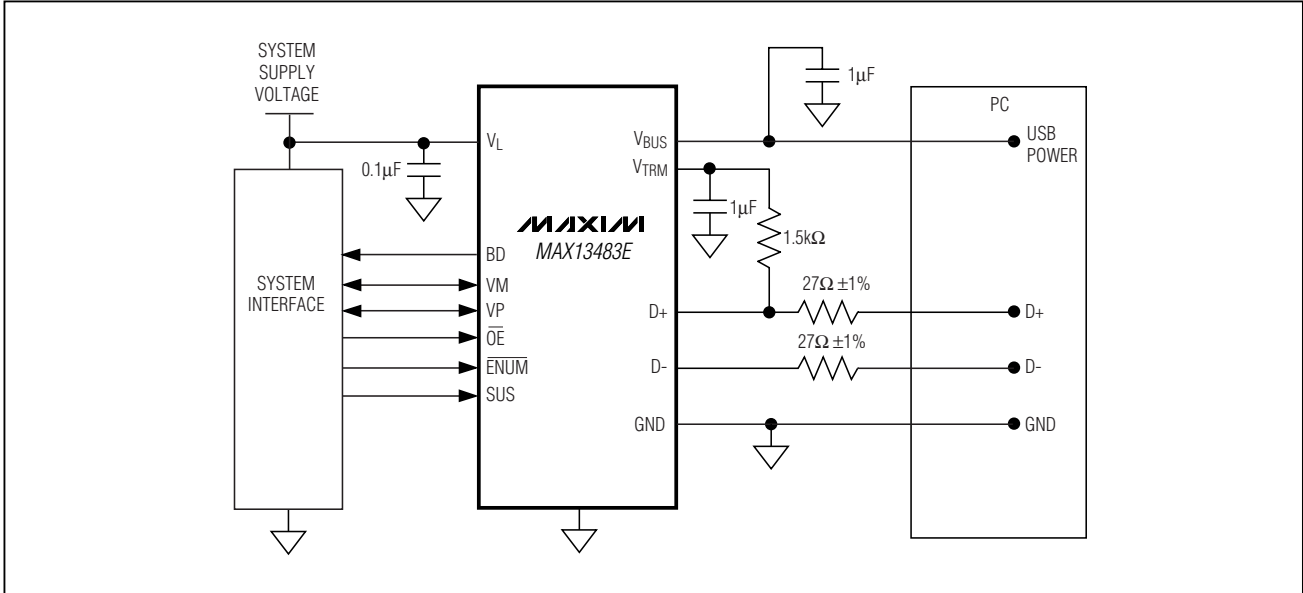 SYSTEM
SUPPLY
VOLTAGE
0.1µF
SYSTEM
INTERFACE
MAXIM
MAX13483E
VL
BD
VM
VP
OE
ENUM
SUS
VBUS
VTRM
D+
D-
GND
1µF
1µF
1.5kΩ
27Ω ±1%
27Ω ±1%
PC
USB
POWER
D+
D-
GND